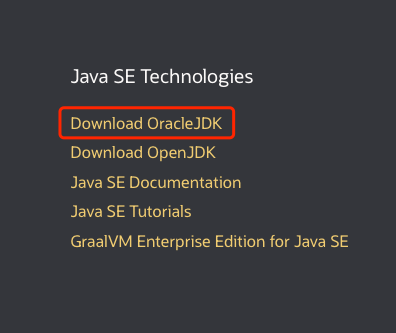 Java SE Technologies
Download OracleJDK
Download OpenJDK
Java SE Documentation
Java SE Tutorials
GraalVM Enterprise Edition for Java SE